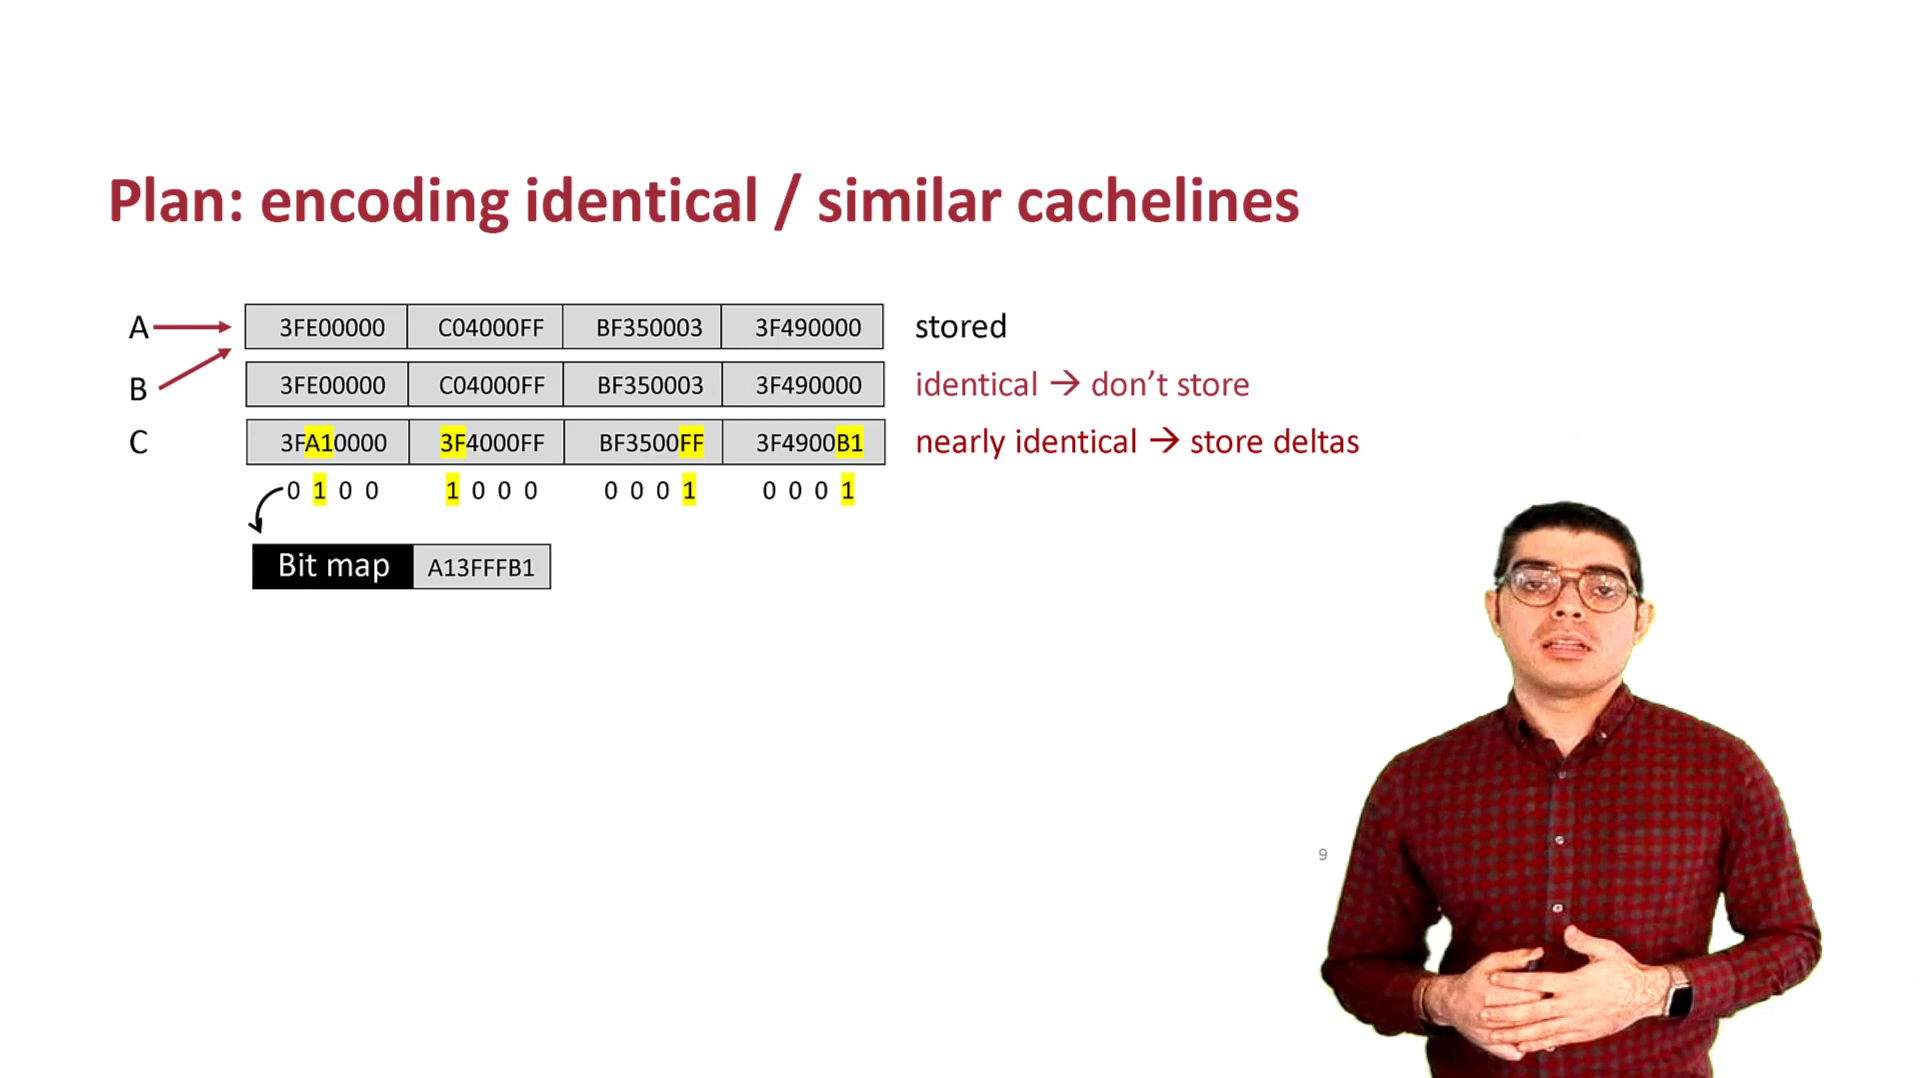 Plan: encoding identical / similar cachelines
A 3FE00000 C04000FF BF350003 3F490000 stored
B 3FE00000 C04000FF BF350003 3F490000 identical → don’t store
C 3FA10000 3F4000FF BF3500FF 3F4900B1 nearly identical → store deltas
0 1 0 0 1 0 0 0 0 0 0 1 0 0 0 1
Bit map A13FFFB1
9